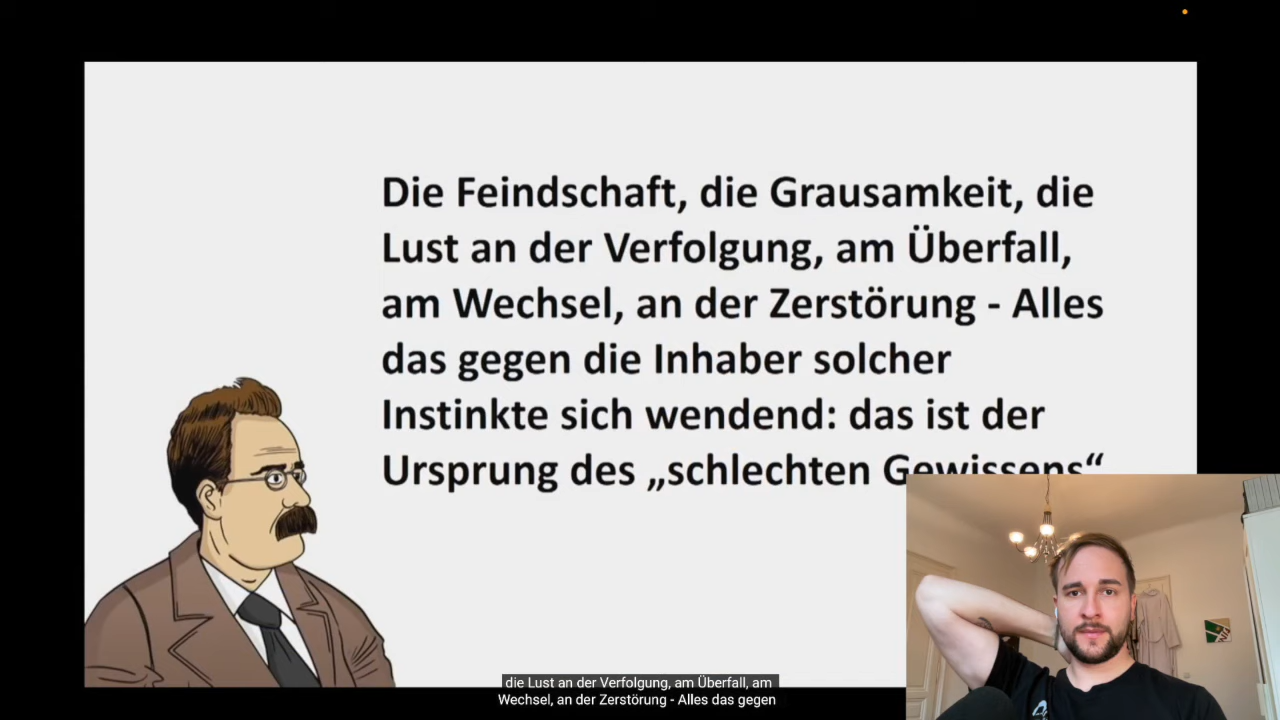 Die Feindschaft, die Grausamkeit, die
Lust an der Verfolgung, am Überfall,
am Wechsel, an der Zerstörung - Alles
das gegen die Inhaber solcher
Instinkte sich wendend: das ist der
Ursprung des „schlechten Gewissens“
die Lust an der Verfolgung, am Überfall, am
Wechsel, an der Zerstörung - Alles das gegen